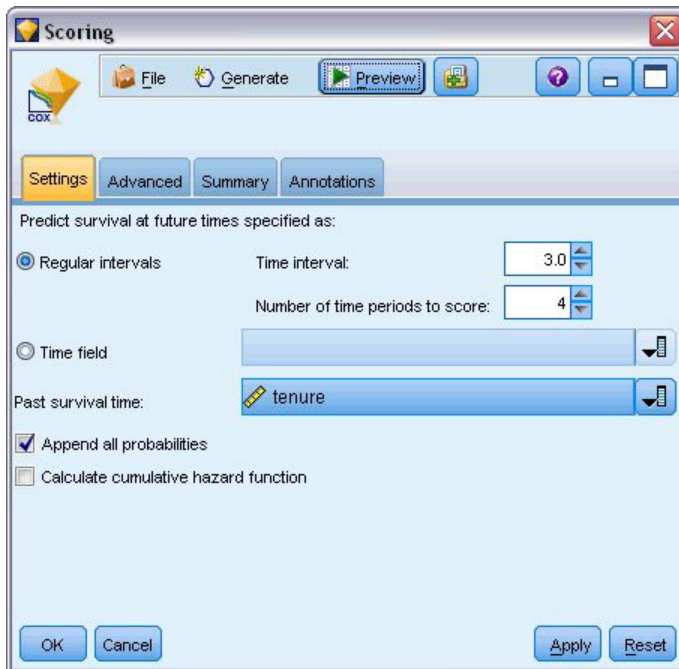 Scoring
File Generate Preview
COX
Settings Advanced Summary Annotations
Predict survival at future times specified as:
Regular intervals Time interval: 3.0
Number of time periods to score: 4
Time field
Past survival time: tenure
Append all probabilities
Calculate cumulative hazard function
OK Cancel Apply Reset